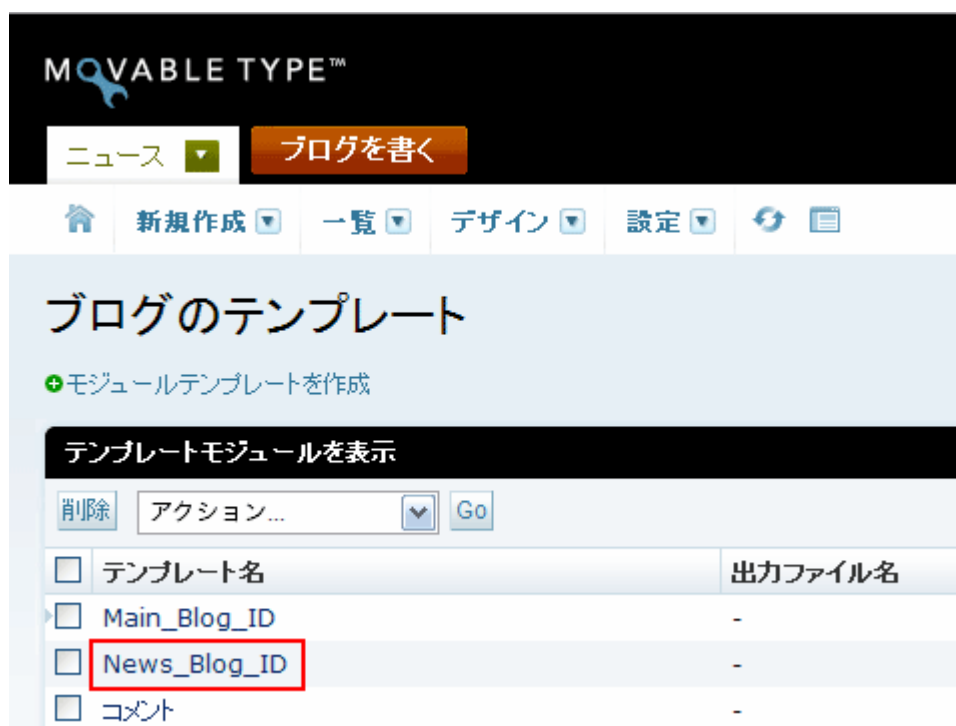 MOVABLE TYPE™
ニュース ブログを書く
新規作成 一覧 デザイン 設定
ブログのテンプレート
モジュールテンプレートを作成
テンプレートモジュールを表示
削除 アクション... Go
テンプレート名 出力ファイル名
Main_Blog_ID -
News_Blog_ID -
コメント -